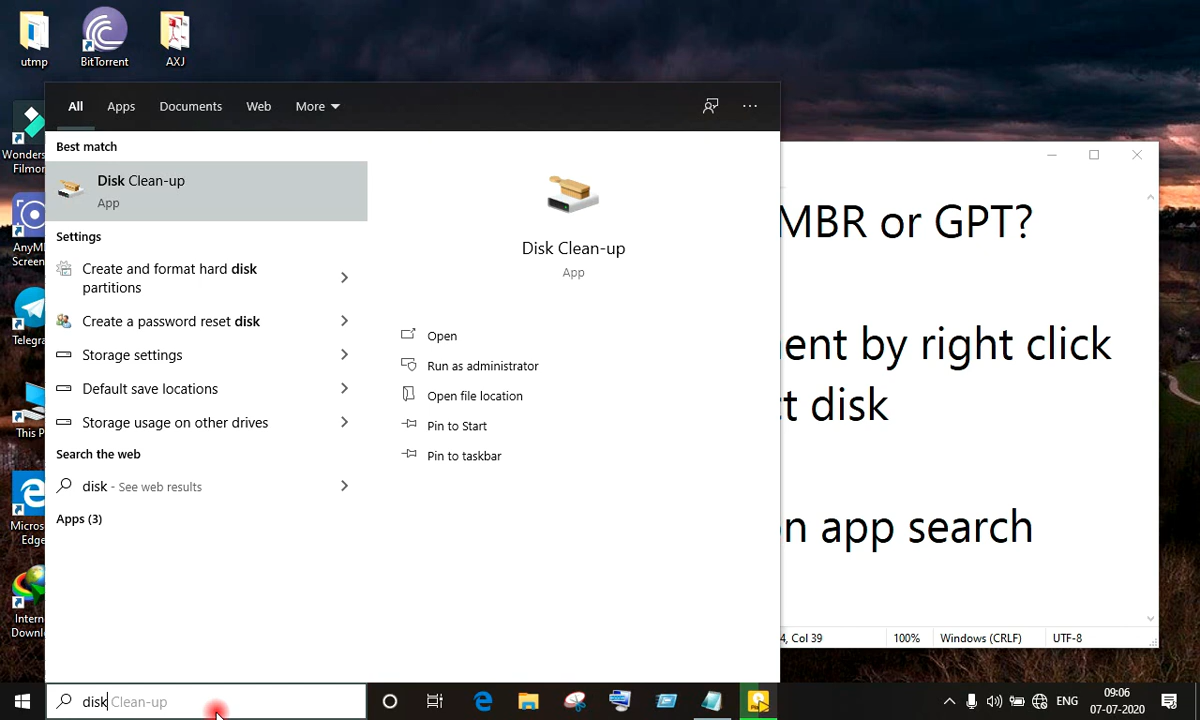 utmp
BitTorrent
AXJ
Wonders
Filmor
AnyM
Screen
Telegra
This P
Micros
Edge
Intern
Downl
All
Apps
Documents
Web
More
Best match
Disk Clean-up
App
Settings
Create and format hard disk
partitions
Create a password reset disk
Storage settings
Default save locations
Storage usage on other drives
Search the web
disk - See web results
Apps (3)
Disk Clean-up
App
Open
Run as administrator
Open file location
Pin to Start
Pin to taskbar
MBR or GPT?
ent by right click
t disk
n app search
4, Col 39
100%
Windows (CRLF)
UTF-8
disk Clean-up
ENG
09:06
07-07-2020